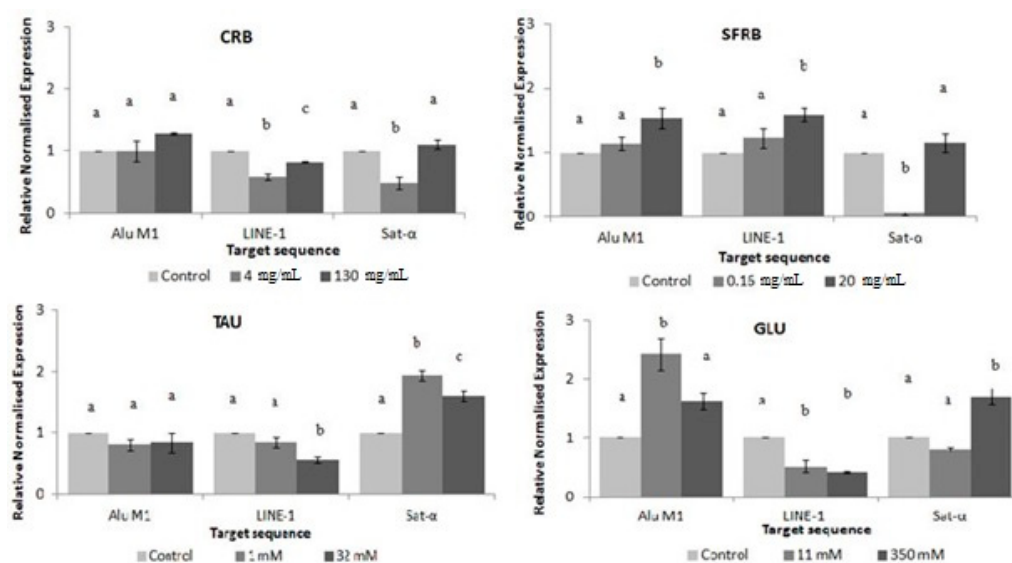 CRB
Relative Normalised Expression
3
2
1
0
a a a a b c a b a
Alu M1 LINE-1 Sat-α
Target sequence
Control 4 mg/mL 130 mg/mL
SFRB
Relative Normalised Expression
3
2
1
0
a a b a a b a b a
Alu M1 LINE-1 Sat-α
Target sequence
Control 0.15 mg/mL 20 mg/mL
TAU
Relative Normalised Expression
3
2
1
0
a a a a a b a b c
Alu M1 LINE-1 Sat-α
Target sequence
Control 1 mM 32 mM
GLU
Relative Normalised Expression
3
2
1
0
a b a a b b a a b
Alu M1 LINE-1 Sat-α
Target sequence
Control 11 mM 350 mM